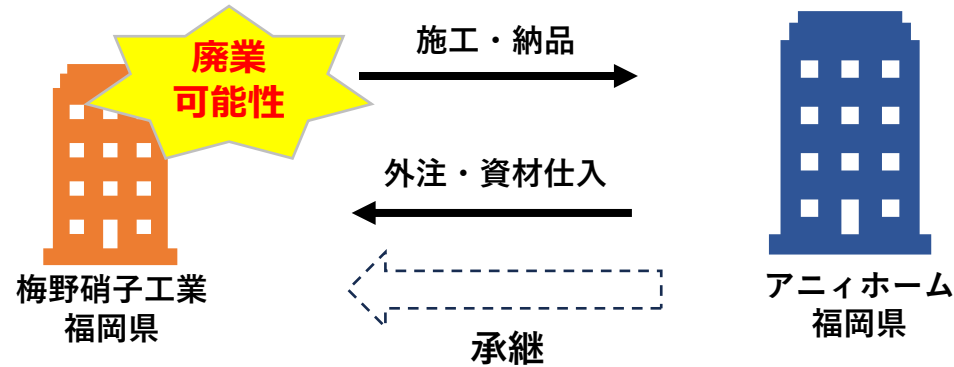 廃業
可能性
施工・納品
外注・資材仕入
梅野硝子工業
福岡県
アニィホーム
福岡県
承継